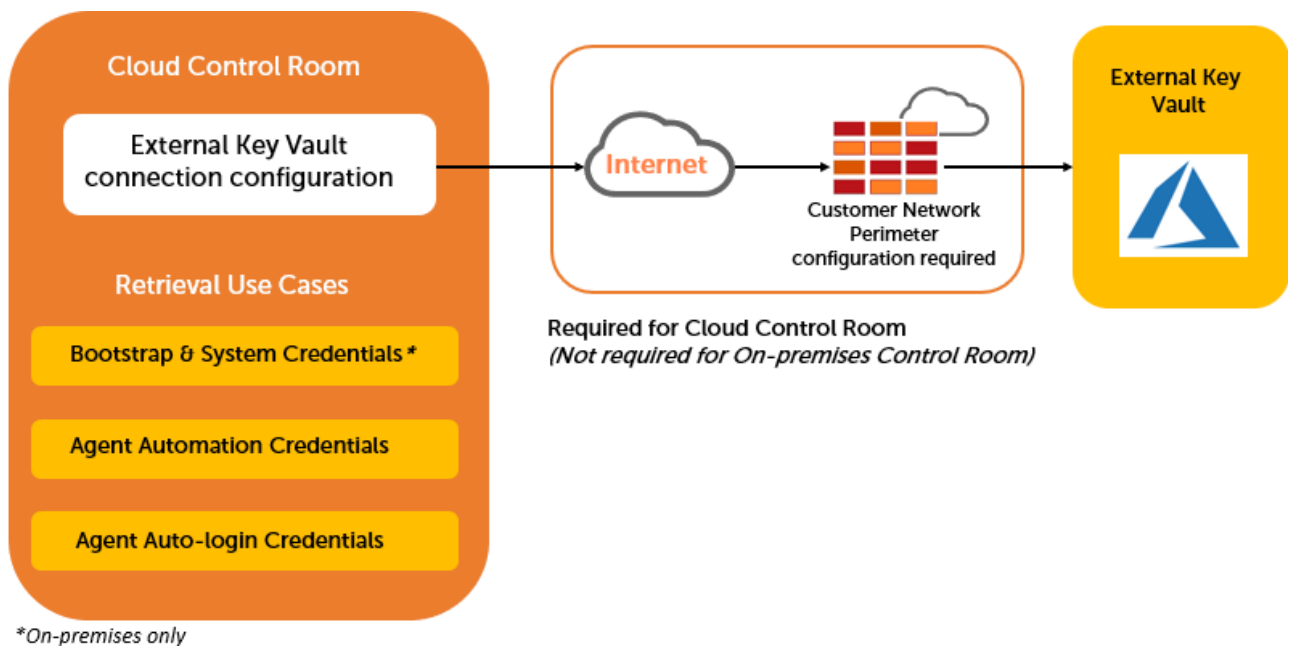 Cloud Control Room
External Key Vault
connection configuration
Retrieval Use Cases
Bootstrap & System Credentials*
Agent Automation Credentials
Agent Auto-login Credentials
*On-premises only
Internet
Customer Network
Perimeter
configuration required
Required for Cloud Control Room
(Not required for On-premises Control Room)
External Key
Vault